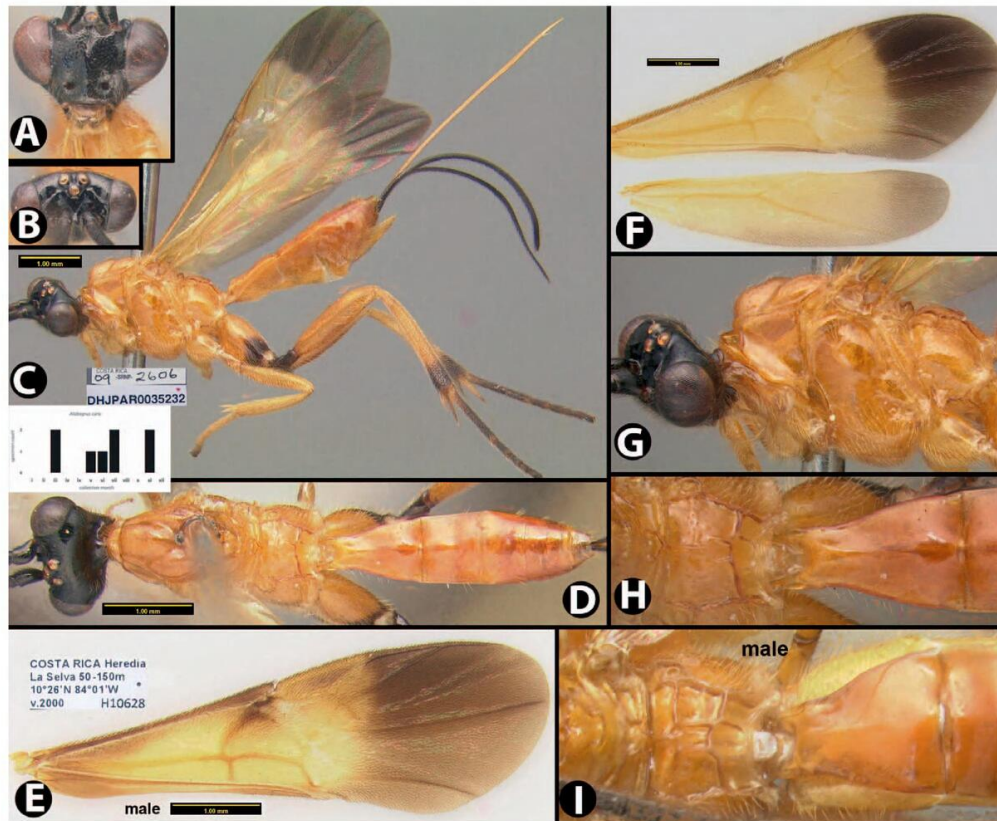 A
B
1.00 mm
C
COSTA RICA
09 -SRNP- 2606
DHJPAR0035232
D
1.00 mm
COSTA RICA Heredia
La Selva 50-150m
10°26'N 84°01'W
v.2000 H10628
E
male
1.00 mm
F
G
H
male
I